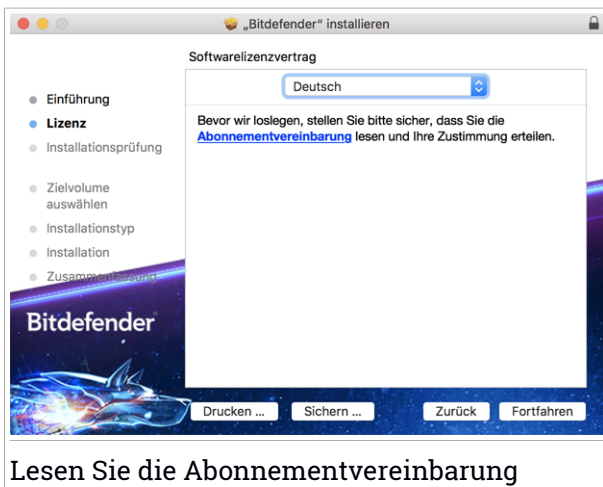 „Bitdefender“ installieren
Softwarelizenzvertrag
Deutsch
Einführung
Lizenz
Installationsprüfung
Zielvolume
auswählen
Installationstyp
Installation
Zusammenfassung
Bevor wir loslegen, stellen Sie bitte sicher, dass Sie die
Abonnementvereinbarung lesen und Ihre Zustimmung erteilen.
Bitdefender
Drucken ...
Sichern ...
Zurück
Fortfahren
Lesen Sie die Abonnementvereinbarung